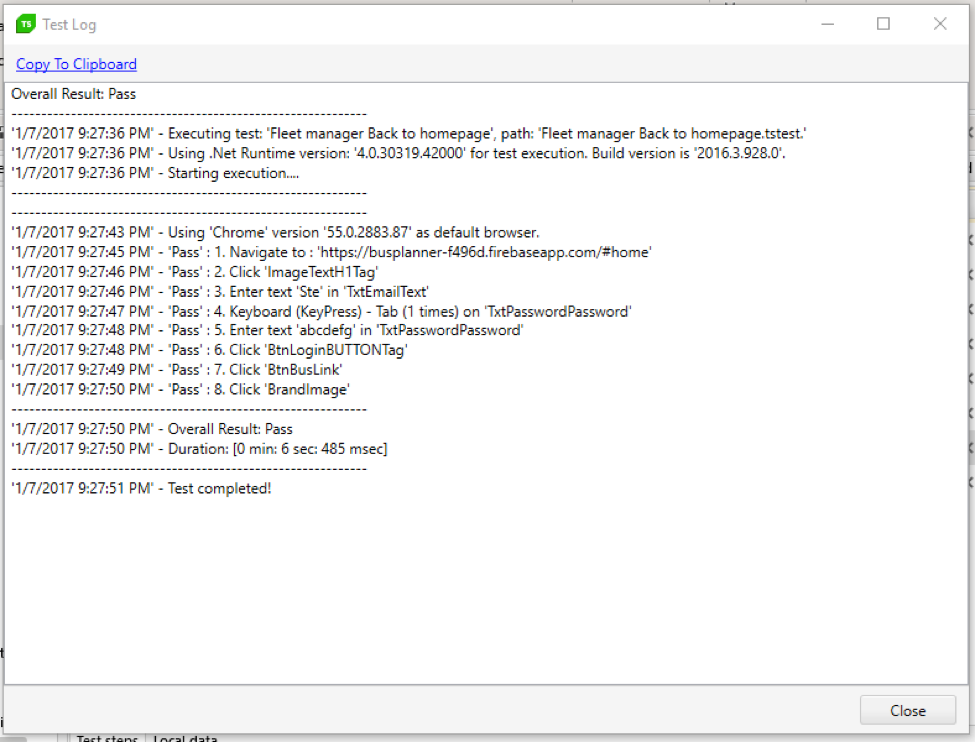 TS Test Log
Copy To Clipboard
Overall Result: Pass
------------------------------------------------------------
'1/7/2017 9:27:36 PM' - Executing test: 'Fleet manager Back to homepage', path: 'Fleet manager Back to homepage.tstest.'
'1/7/2017 9:27:36 PM' - Using .Net Runtime version: '4.0.30319.42000' for test execution. Build version is '2016.3.928.0'.
'1/7/2017 9:27:36 PM' - Starting execution....
------------------------------------------------------------
------------------------------------------------------------
'1/7/2017 9:27:43 PM' - Using 'Chrome' version '55.0.2883.87' as default browser.
'1/7/2017 9:27:45 PM' - 'Pass' : 1. Navigate to : 'https://busplanner-f496d.firebaseapp.com/#home'
'1/7/2017 9:27:46 PM' - 'Pass' : 2. Click 'ImageTextH1Tag'
'1/7/2017 9:27:46 PM' - 'Pass' : 3. Enter text 'Ste' in 'TxtEmailText'
'1/7/2017 9:27:47 PM' - 'Pass' : 4. Keyboard (KeyPress) - Tab (1 times) on 'TxtPasswordPassword'
'1/7/2017 9:27:48 PM' - 'Pass' : 5. Enter text 'abcdefg' in 'TxtPasswordPassword'
'1/7/2017 9:27:48 PM' - 'Pass' : 6. Click 'BtnLoginBUTTONTag'
'1/7/2017 9:27:49 PM' - 'Pass' : 7. Click 'BtnBusLink'
'1/7/2017 9:27:50 PM' - 'Pass' : 8. Click 'BrandImage'
------------------------------------------------------------
'1/7/2017 9:27:50 PM' - Overall Result: Pass
'1/7/2017 9:27:50 PM' - Duration: [0 min: 6 sec: 485 msec]
------------------------------------------------------------
'1/7/2017 9:27:51 PM' - Test completed!
Close
Test steps Local data